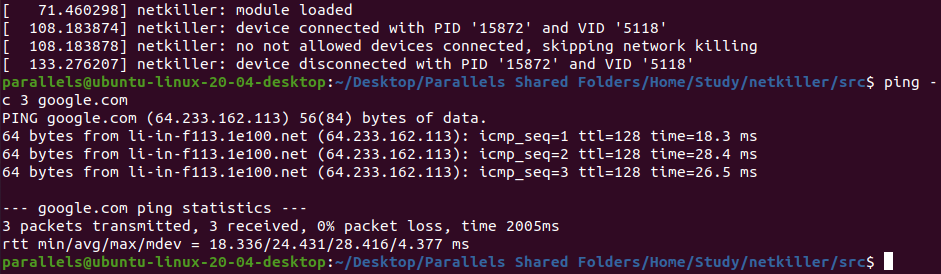 [   71.460298] netkiller: module loaded
[  108.183874] netkiller: device connected with PID '15872' and VID '5118'
[  108.183878] netkiller: no not allowed devices connected, skipping network killing
[  133.276207] netkiller: device disconnected with PID '15872' and VID '5118'
parallels@ubuntu-linux-20-04-desktop:~/Desktop/Parallels Shared Folders/Home/Study/netkiller/src$ ping -
c 3 google.com
PING google.com (64.233.162.113) 56(84) bytes of data.
64 bytes from li-in-f113.1e100.net (64.233.162.113): icmp_seq=1 ttl=128 time=18.3 ms
64 bytes from li-in-f113.1e100.net (64.233.162.113): icmp_seq=2 ttl=128 time=28.4 ms
64 bytes from li-in-f113.1e100.net (64.233.162.113): icmp_seq=3 ttl=128 time=26.5 ms

--- google.com ping statistics ---
3 packets transmitted, 3 received, 0% packet loss, time 2005ms
rtt min/avg/max/mdev = 18.336/24.431/28.416/4.377 ms
parallels@ubuntu-linux-20-04-desktop:~/Desktop/Parallels Shared Folders/Home/Study/netkiller/src$